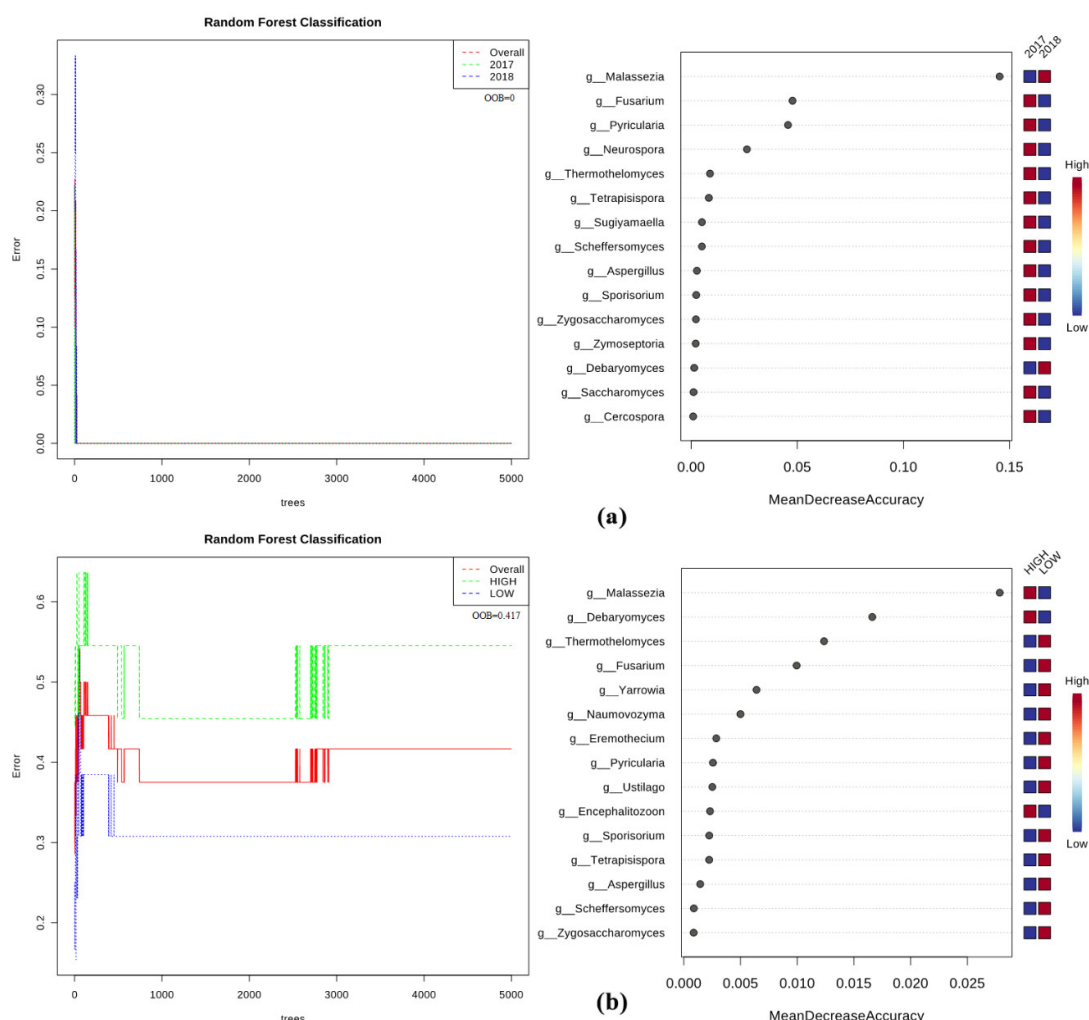 Random Forest Classification
Overall
2017
2018
OOB=0
Error
0.30
0.25
0.20
0.15
0.10
0.05
0.00
0
1000
2000
3000
4000
5000
trees
2017
2018
g__Malassezia
g__Fusarium
g__Pyricularia
g__Neurospora
g__Thermothelomyces
g__Tetrapisispora
g__Sugiyamaella
g__Scheffersomyces
g__Aspergillus
g__Sporisorium
g__Zygosaccharomyces
g__Zymoseptoria
g__Debaryomyces
g__Saccharomyces
g__Cercospora
0.00
0.05
0.10
0.15
MeanDecreaseAccuracy
High
Low
(a)
Random Forest Classification
Overall
HIGH
LOW
OOB=0.417
Error
0.6
0.5
0.4
0.3
0.2
0
1000
2000
3000
4000
5000
trees
HIGH
LOW
g__Malassezia
g__Debaryomyces
g__Thermothelomyces
g__Fusarium
g__Yarrowia
g__Naumovozyma
g__Eremothecium
g__Pyricularia
g__Ustilago
g__Encephalitozoon
g__Sporisorium
g__Tetrapisispora
g__Aspergillus
g__Scheffersomyces
g__Zygosaccharomyces
0.000
0.005
0.010
0.015
0.020
0.025
MeanDecreaseAccuracy
High
Low
(b)